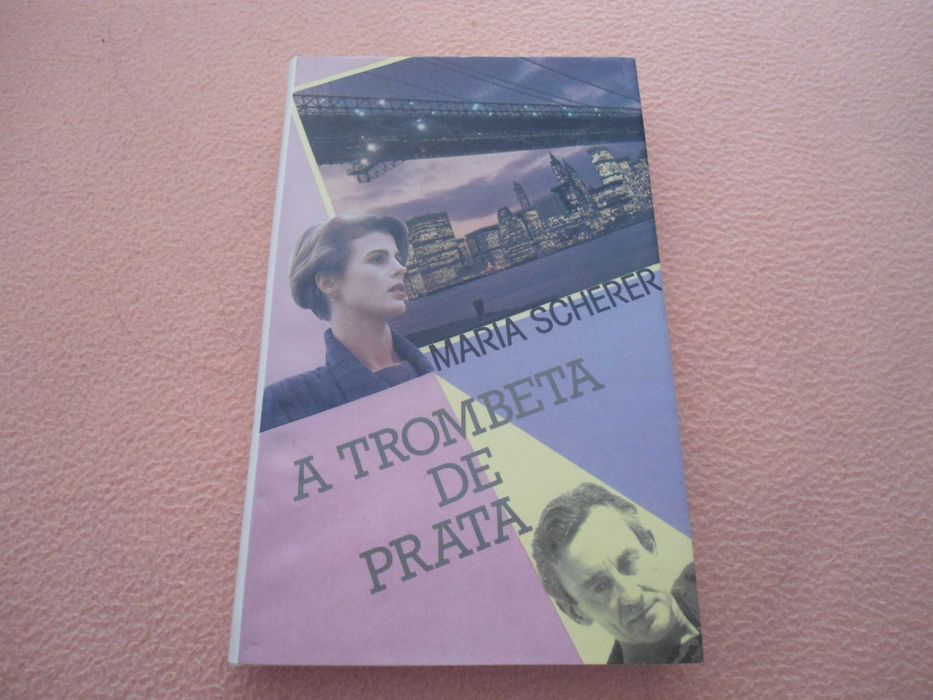 MARIA SCHERER
A TROMBETA
DE
PRATA